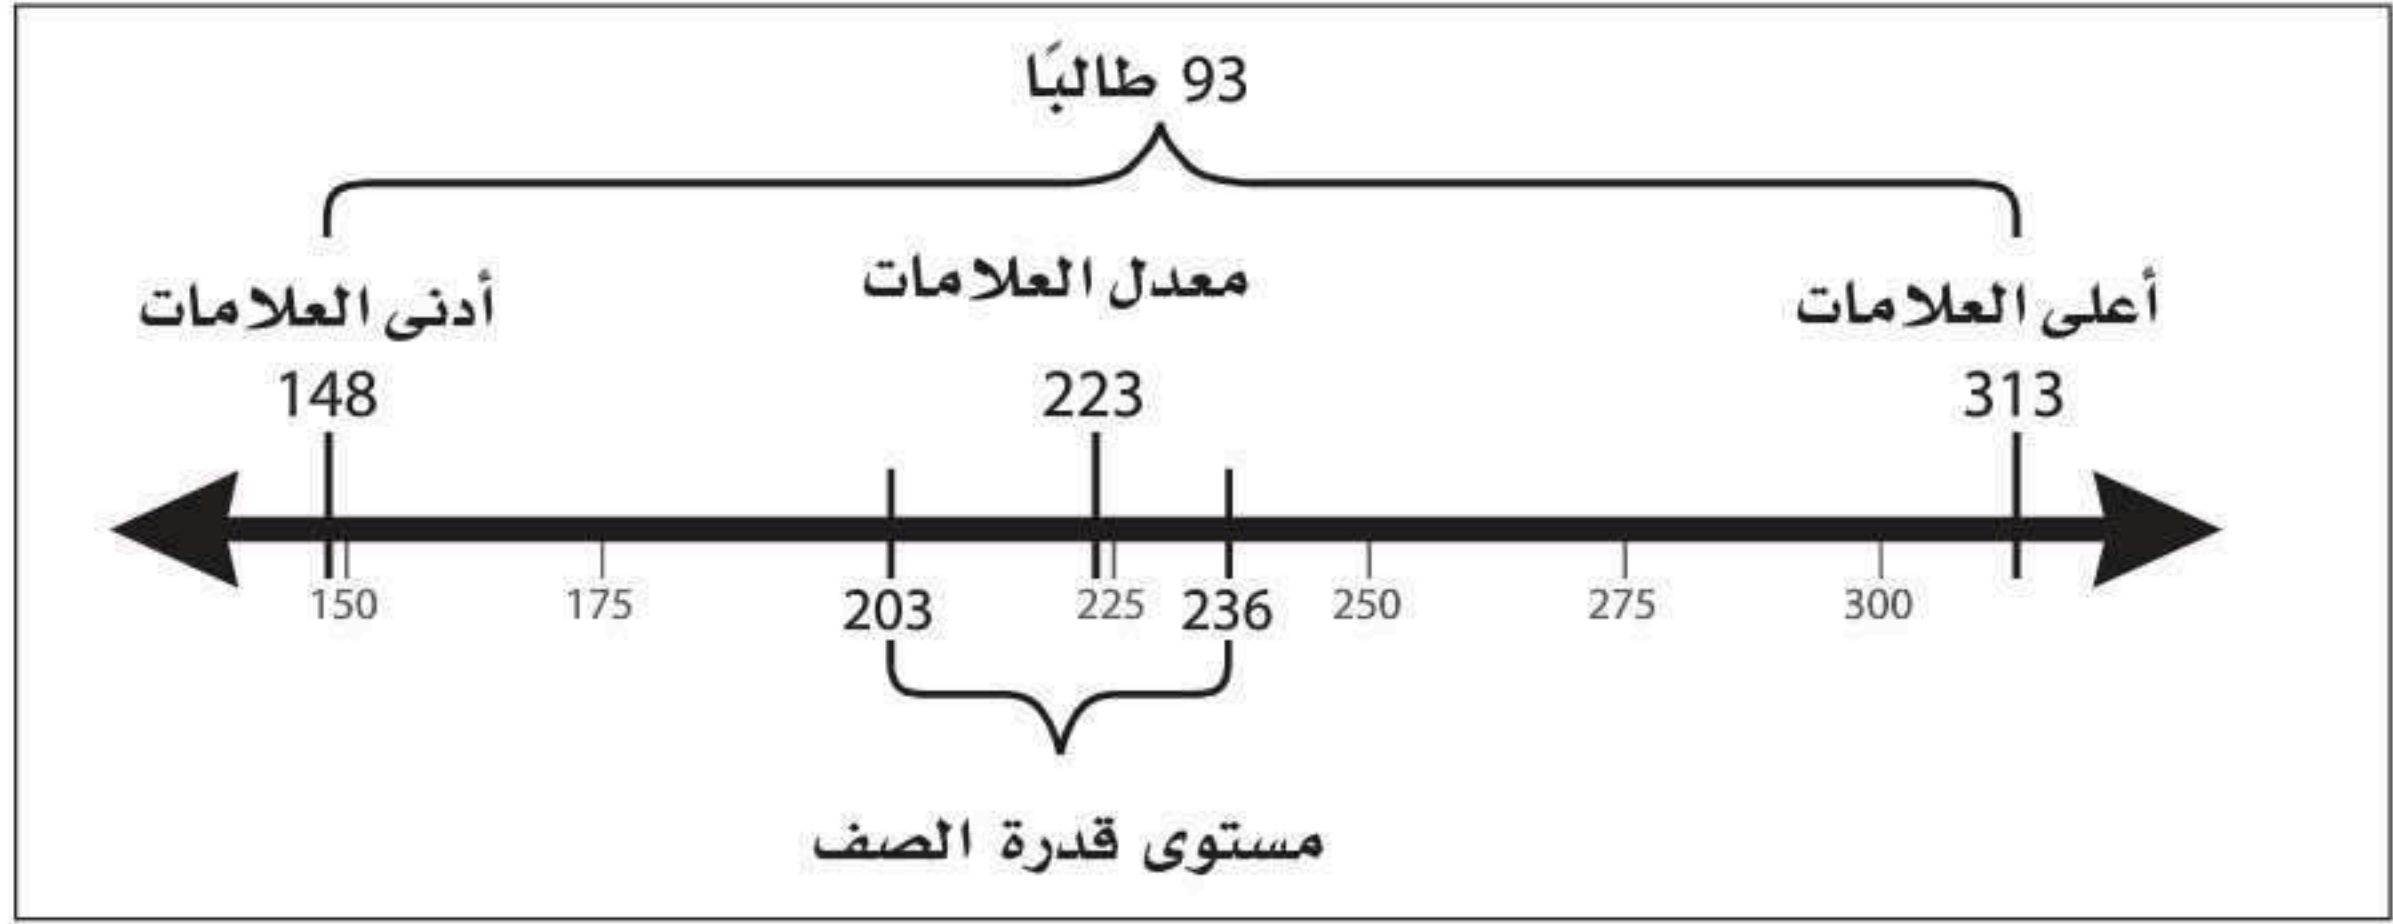 93 طالبًا
معدل العلامات
أعلى العلامات
أدنى العلامات
148
223
313
150
175
203
225
236
250
275
300
مستوى قدرة الصف